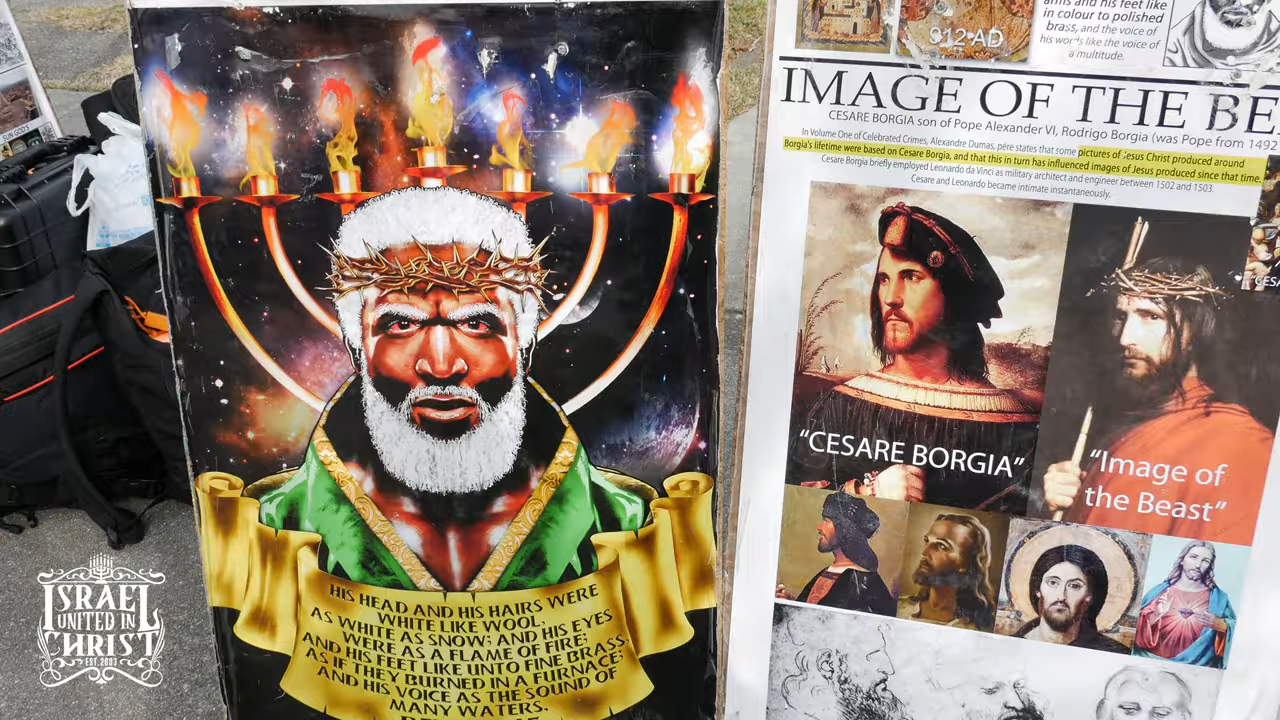 SUN GODS
ISRAEL
UNITED IN
CHRIST
EST. 2003
HIS HEAD AND HIS HAIRS WERE
WHITE LIKE WOOL,
AS WHITE AS SNOW; AND HIS EYES
WERE AS A FLAME OF FIRE;
AND HIS FEET LIKE UNTO FINE BRASS,
AS IF THEY BURNED IN A FURNACE;
AND HIS VOICE AS THE SOUND OF
MANY WATERS.
312 AD
arms and his feet like
in colour to polished
brass, and the voice of
his words like the voice of
a multitude.
IMAGE OF THE BE
CESARE BORGIA son of Pope Alexander VI, Rodrigo Borgia (was Pope from 1492
In Volume One of Celebrated Crimes, Alexandre Dumas, père states that some pictures of Jesus Christ produced around
Borgia's lifetime were based on Cesare Borgia, and that this in turn has influenced images of Jesus produced since that time.
Cesare Borgia briefly employed Leonardo da Vinci as military architect and engineer between 1502 and 1503.
Cesare and Leonardo became intimate instantaneously.
"CESARE BORGIA"
"Image of
the Beast"
"CESA